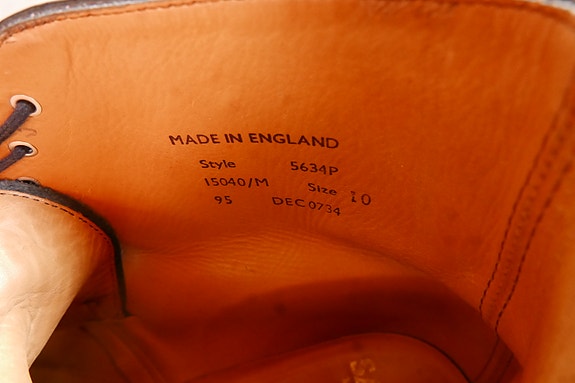 MADE IN ENGLAND
Style 5634P
15040/M Size 10
95 DEC 0734